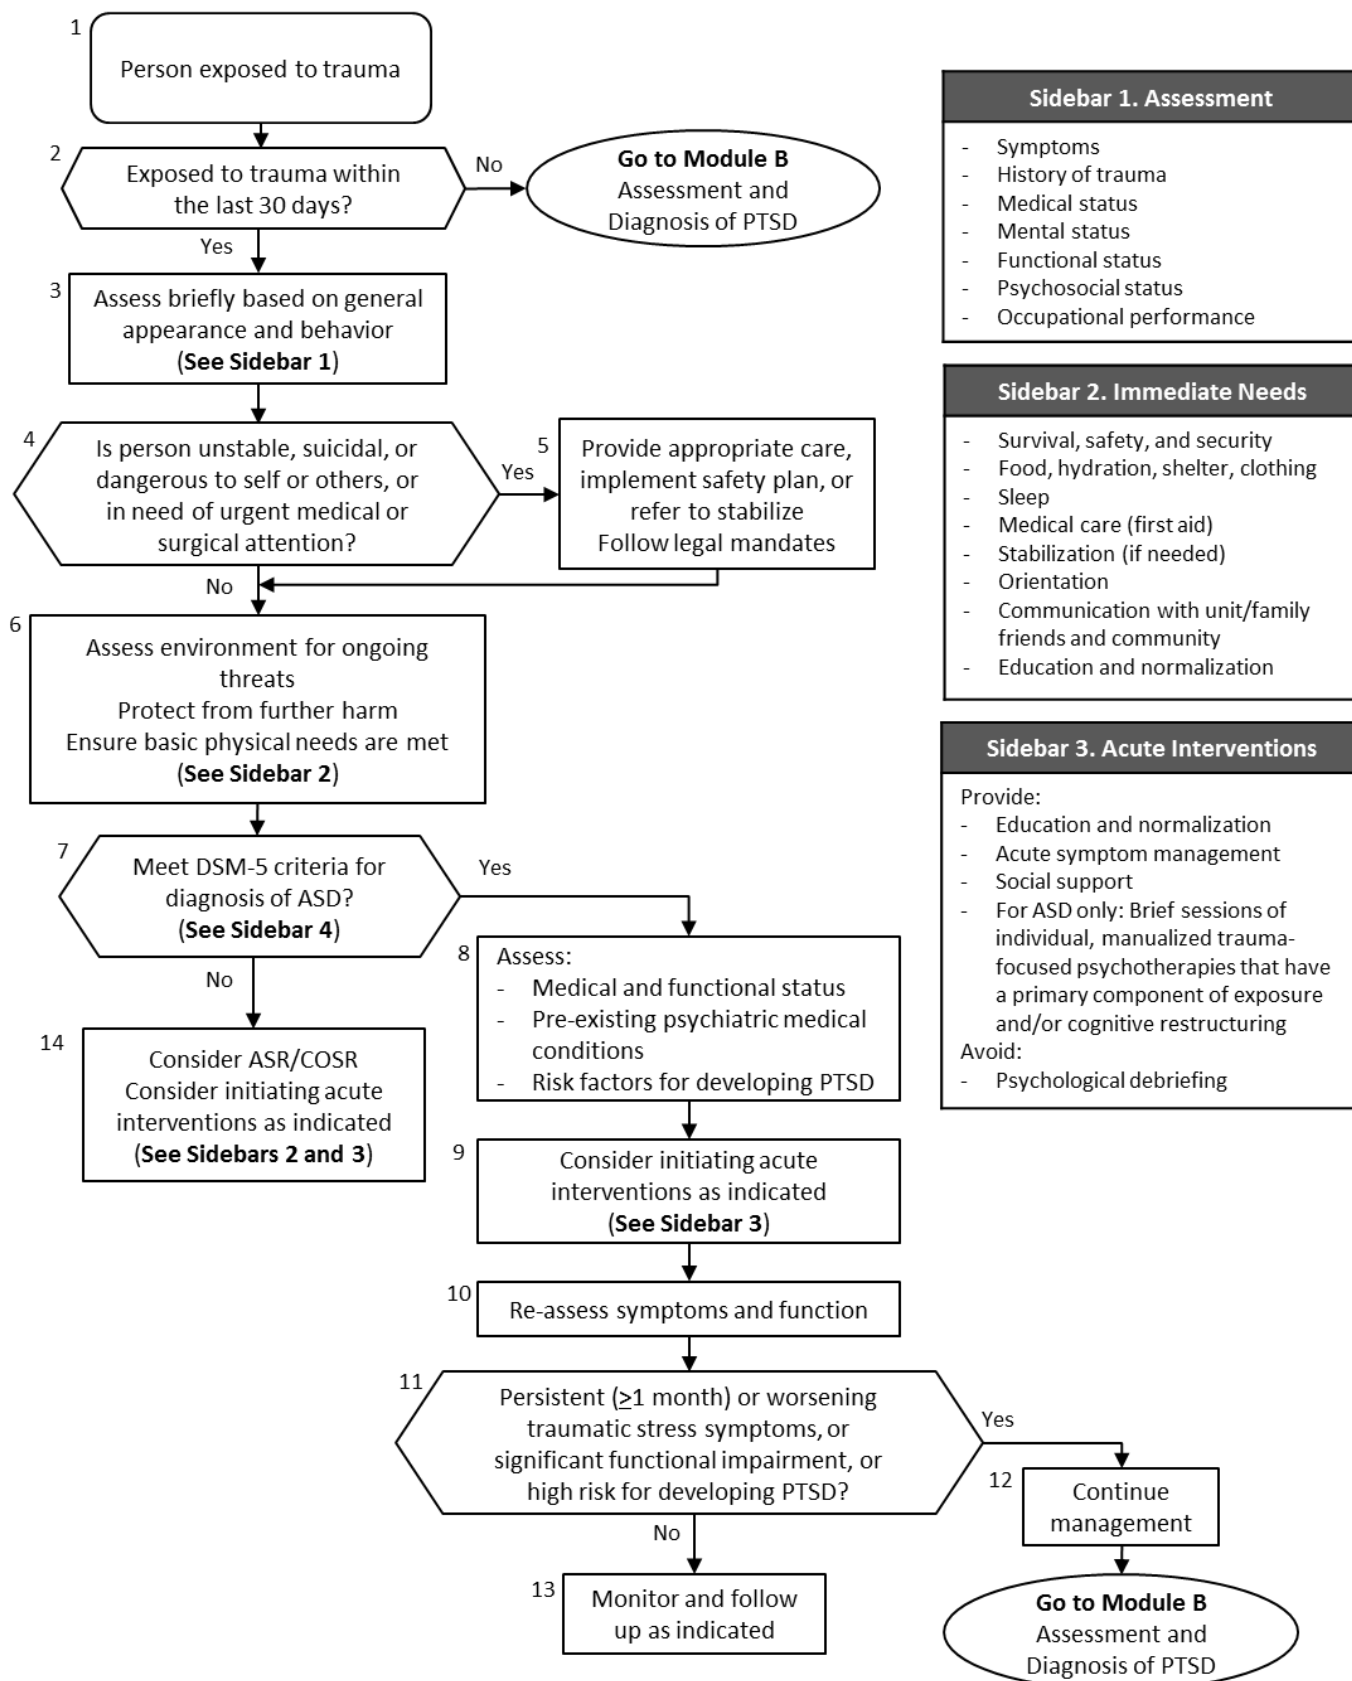 1
Person exposed to trauma
2
Exposed to trauma within
the last 30 days?
No
Go to Module B
Assessment and
Diagnosis of PTSD
Yes
3
Assess briefly based on general
appearance and behavior
(See Sidebar 1)
4
Is person unstable, suicidal, or
dangerous to self or others, or
in need of urgent medical or
surgical attention?
Yes
5
Provide appropriate care,
implement safety plan, or
refer to stabilize
Follow legal mandates
No
6
Assess environment for ongoing
threats
Protect from further harm
Ensure basic physical needs are met
(See Sidebar 2)
7
Meet DSM-5 criteria for
diagnosis of ASD?
(See Sidebar 4)
Yes
No
8
Assess:
- Medical and functional status
- Pre-existing psychiatric medical
conditions
- Risk factors for developing PTSD
14
Consider ASR/COSR
Consider initiating acute
interventions as indicated
(See Sidebars 2 and 3)
9
Consider initiating acute
interventions as indicated
(See Sidebar 3)
10
Re-assess symptoms and function
11
Persistent (≥1 month) or worsening
traumatic stress symptoms, or
significant functional impairment, or
high risk for developing PTSD?
Yes
12
Continue
management
No
13
Monitor and follow
up as indicated
Go to Module B
Assessment and
Diagnosis of PTSD
Sidebar 1. Assessment
- Symptoms
- History of trauma
- Medical status
- Mental status
- Functional status
- Psychosocial status
- Occupational performance
Sidebar 2. Immediate Needs
- Survival, safety, and security
- Food, hydration, shelter, clothing
- Sleep
- Medical care (first aid)
- Stabilization (if needed)
- Orientation
- Communication with unit/family
friends and community
- Education and normalization
Sidebar 3. Acute Interventions
Provide:
- Education and normalization
- Acute symptom management
- Social support
- For ASD only: Brief sessions of
individual, manualized trauma-
focused psychotherapies that have
a primary component of exposure
and/or cognitive restructuring
Avoid:
- Psychological debriefing